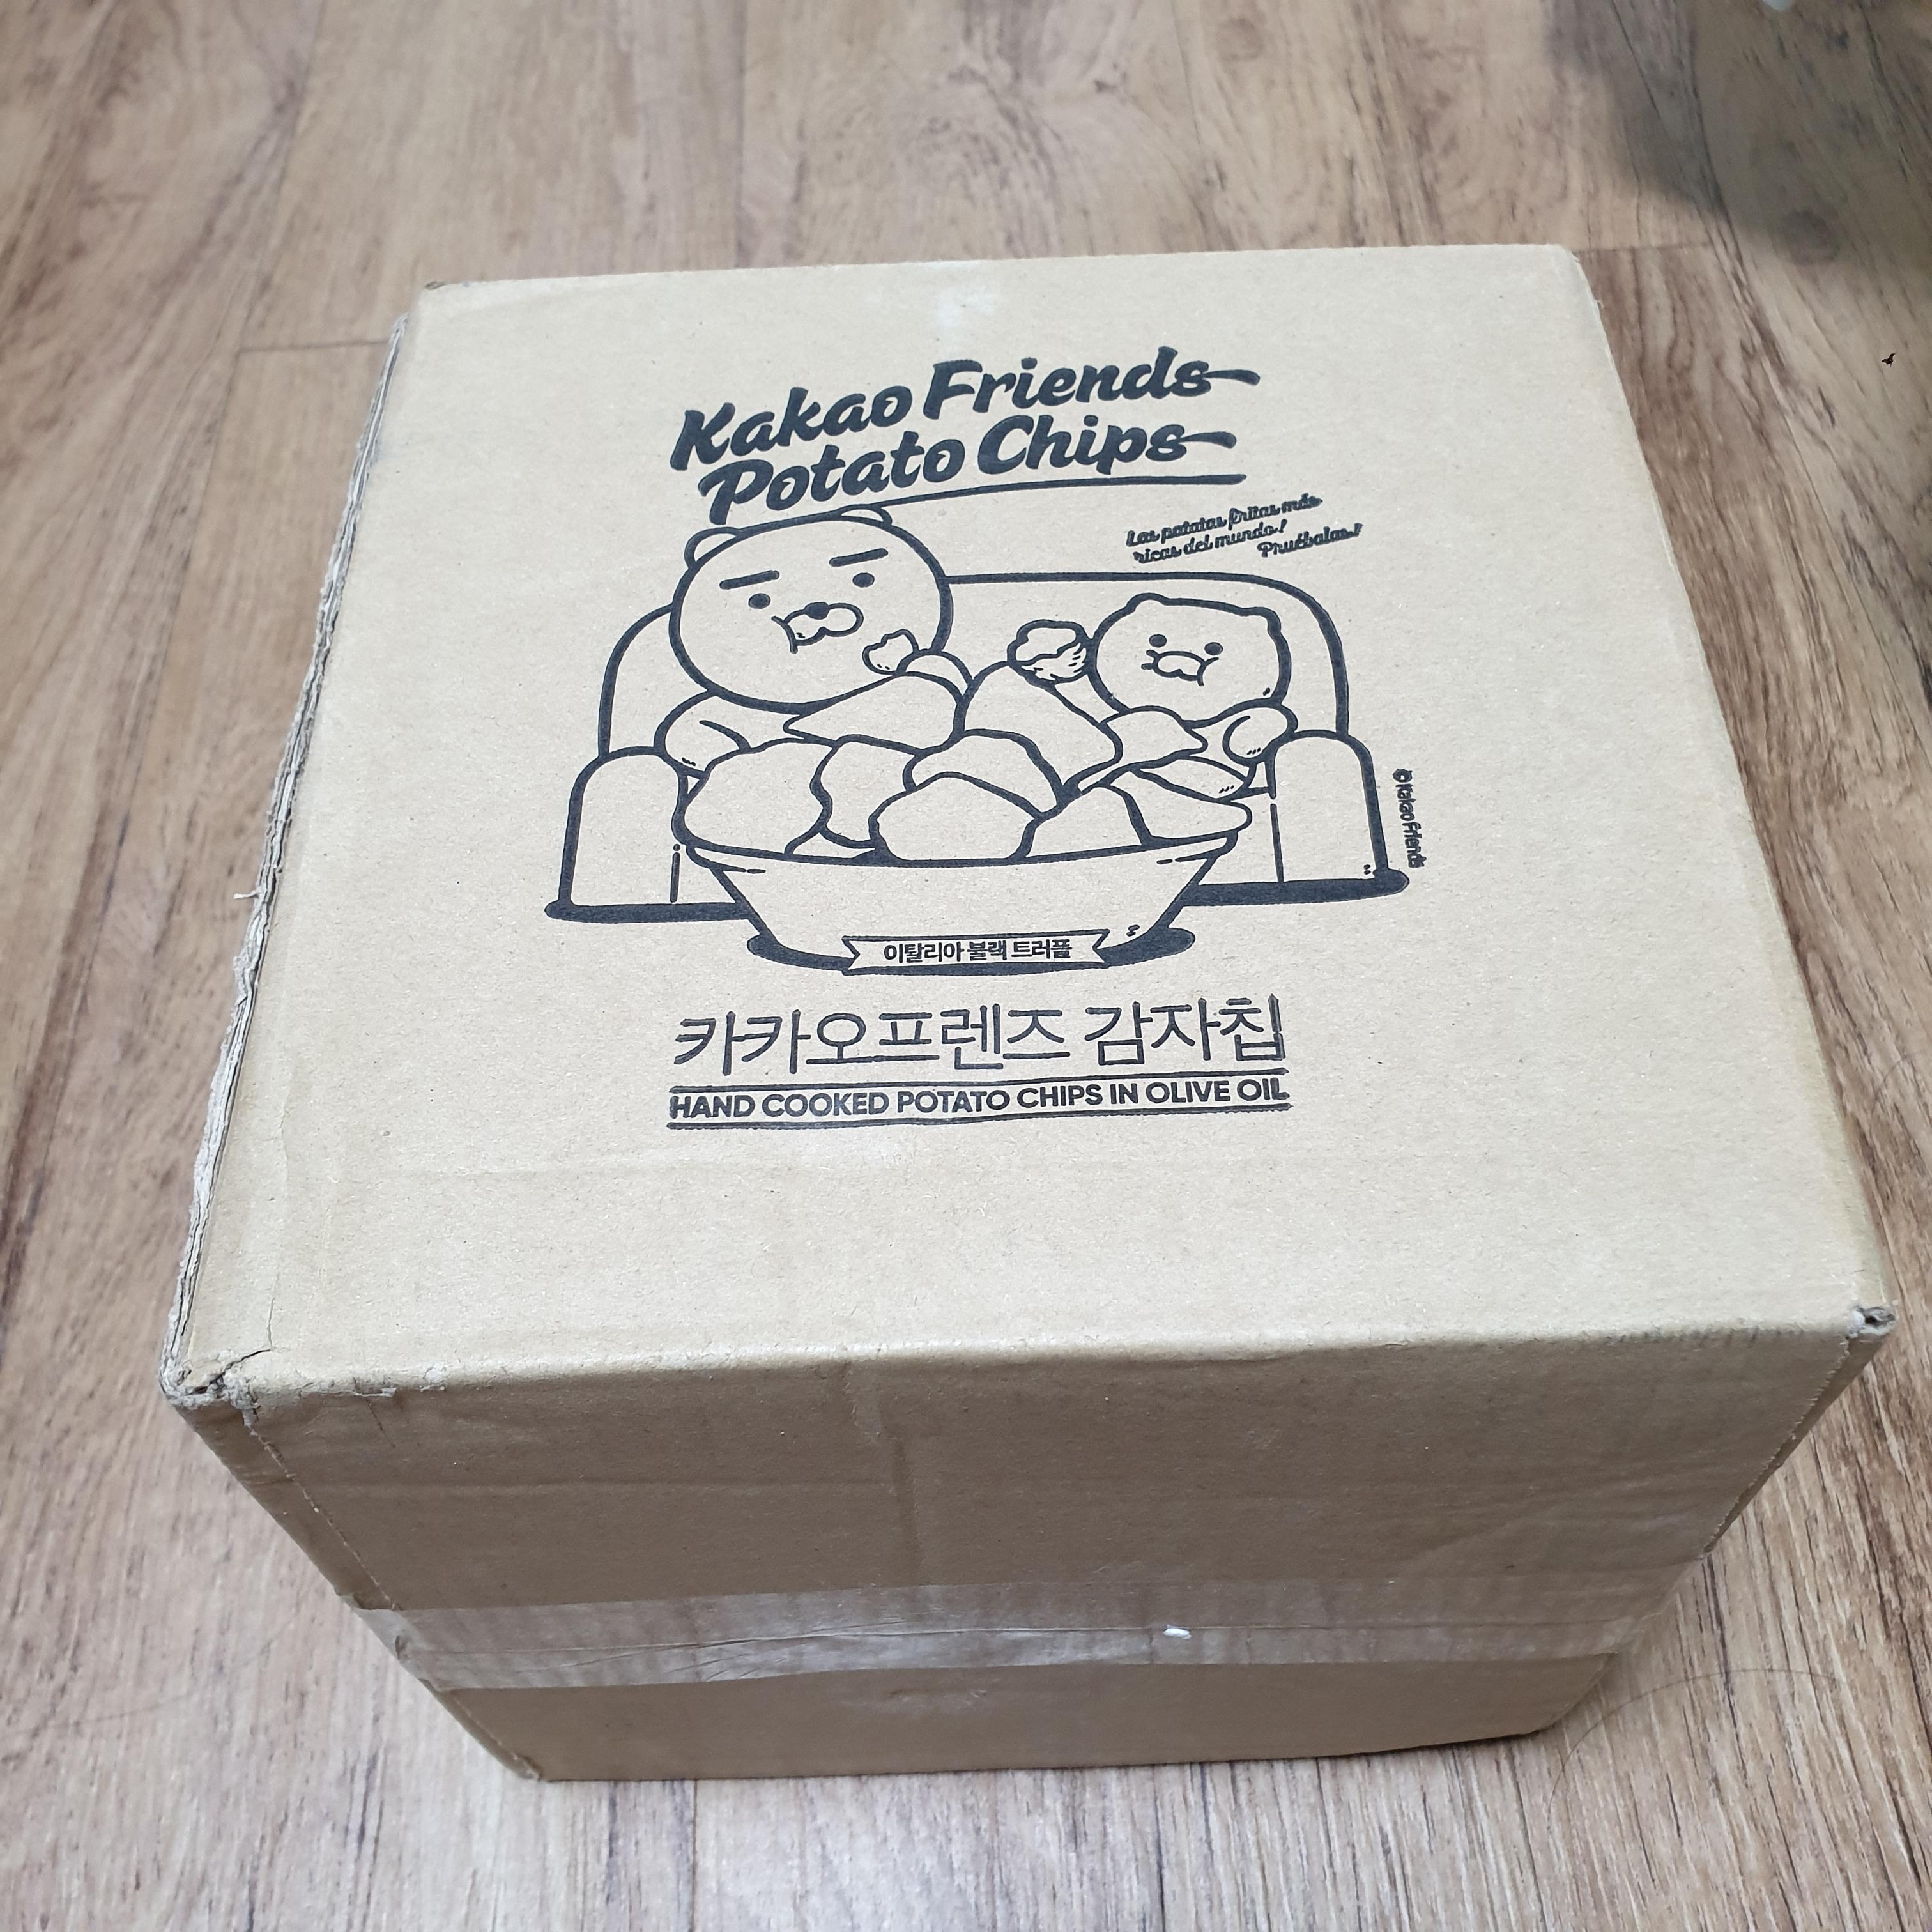 Kakao Friends
Potato Chips
Las patatas fritas más
ricas del mundo!
Pruébalas!
© Kakao Friends
이탈리아 블랙 트러플
카카오프렌즈 감자칩
HAND COOKED POTATO CHIPS IN OLIVE OIL